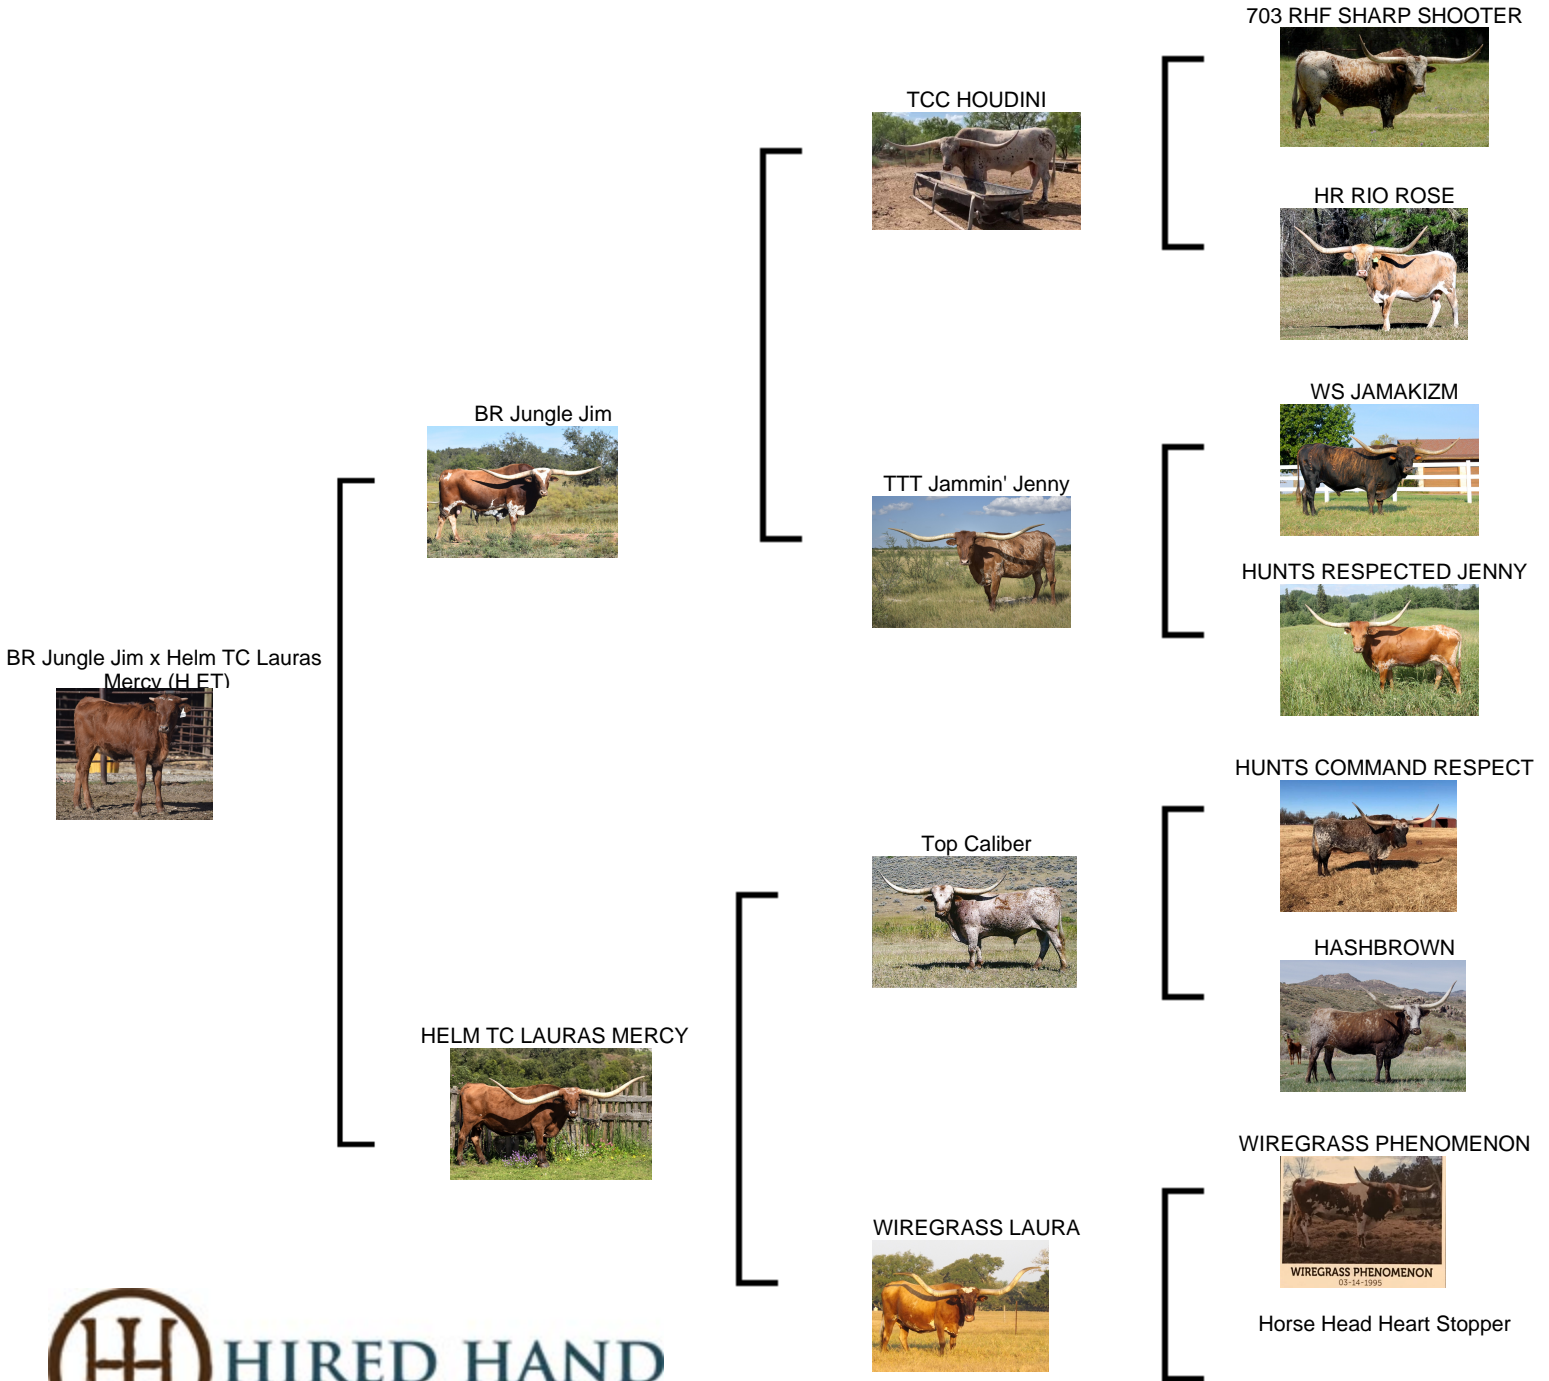 703 RHF SHARP SHOOTER
TCC HOUDINI
HR RIO ROSE
WS JAMAKIZM
BR Jungle Jim
TTT Jammin' Jenny
HUNTS RESPECTED JENNY
BR Jungle Jim x Helm TC Lauras
Mercy (H ET)
HUNTS COMMAND RESPECT
Top Caliber
HASHBROWN
HELM TC LAURAS MERCY
WIREGRASS PHENOMENON
WIREGRASS LAURA
WIREGRASS PHENOMENON
03-14-1995
Horse Head Heart Stopper
HIRED HAND